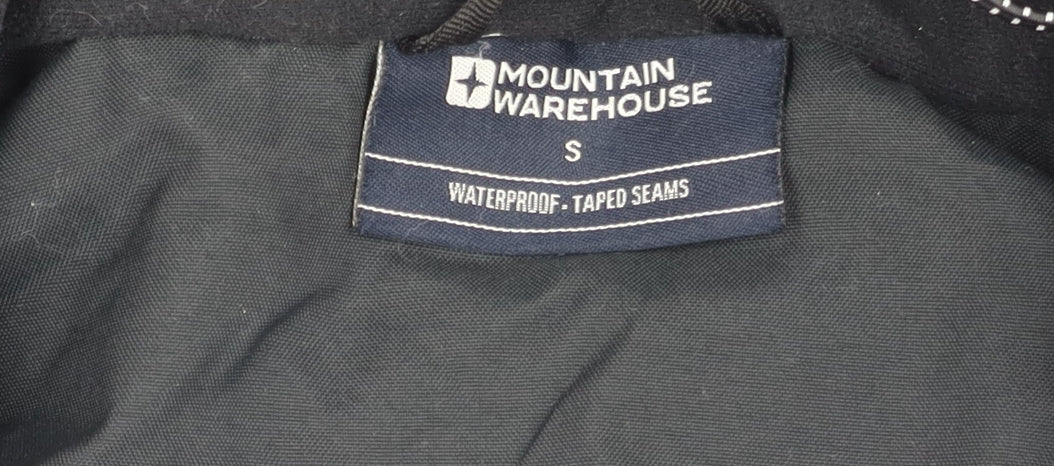 MOUNTAIN
WAREHOUSE
S
WATERPROOF - TAPED SEAMS